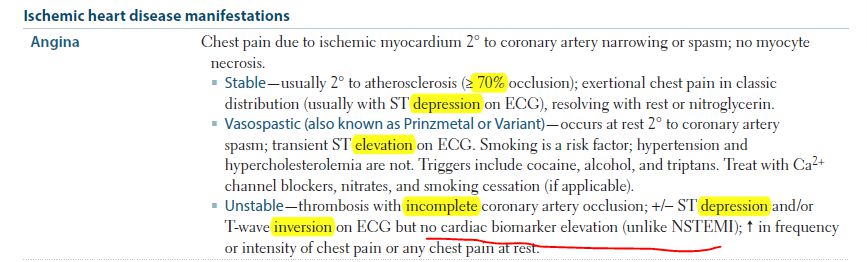 Ischemic heart disease manifestations
Angina Chest pain due to ischemic myocardium 2° to coronary artery narrowing or spasm; no myocyte
necrosis.
▪ Stable—usually 2° to atherosclerosis (≥ 70% occlusion); exertional chest pain in classic
distribution (usually with ST depression on ECG), resolving with rest or nitroglycerin.
▪ Vasospastic (also known as Prinzmetal or Variant)—occurs at rest 2° to coronary artery
spasm; transient ST elevation on ECG. Smoking is a risk factor; hypertension and
hypercholesterolemia are not. Triggers include cocaine, alcohol, and triptans. Treat with Ca²⁺
channel blockers, nitrates, and smoking cessation (if applicable).
▪ Unstable—thrombosis with incomplete coronary artery occlusion; +/− ST depression and/or
T-wave inversion on ECG but no cardiac biomarker elevation (unlike NSTEMI); ↑ in frequency
or intensity of chest pain or any chest pain at rest.